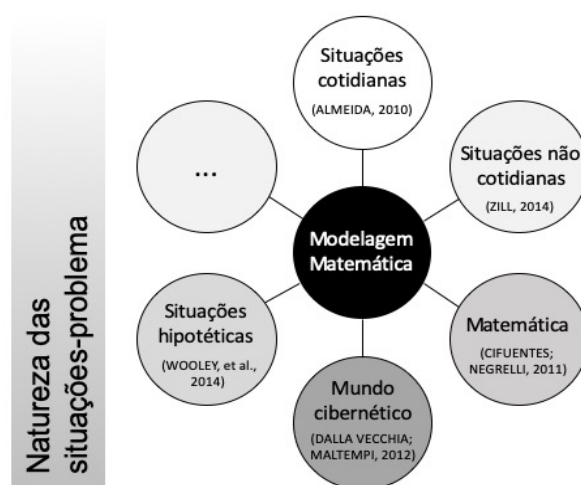 Natureza das
situações-problema
Situações
cotidianas
(ALMEIDA, 2010)
Situações não
cotidianas
(ZILL, 2014)
Matemática
(CIFUENTES;
NEGRELLI, 2011)
Mundo
cibernético
(DALLA VECCHIA;
MALTEMPI, 2012)
Situações
hipotéticas
(WOOLEY, et al.,
2014)
...
Modelagem
Matemática